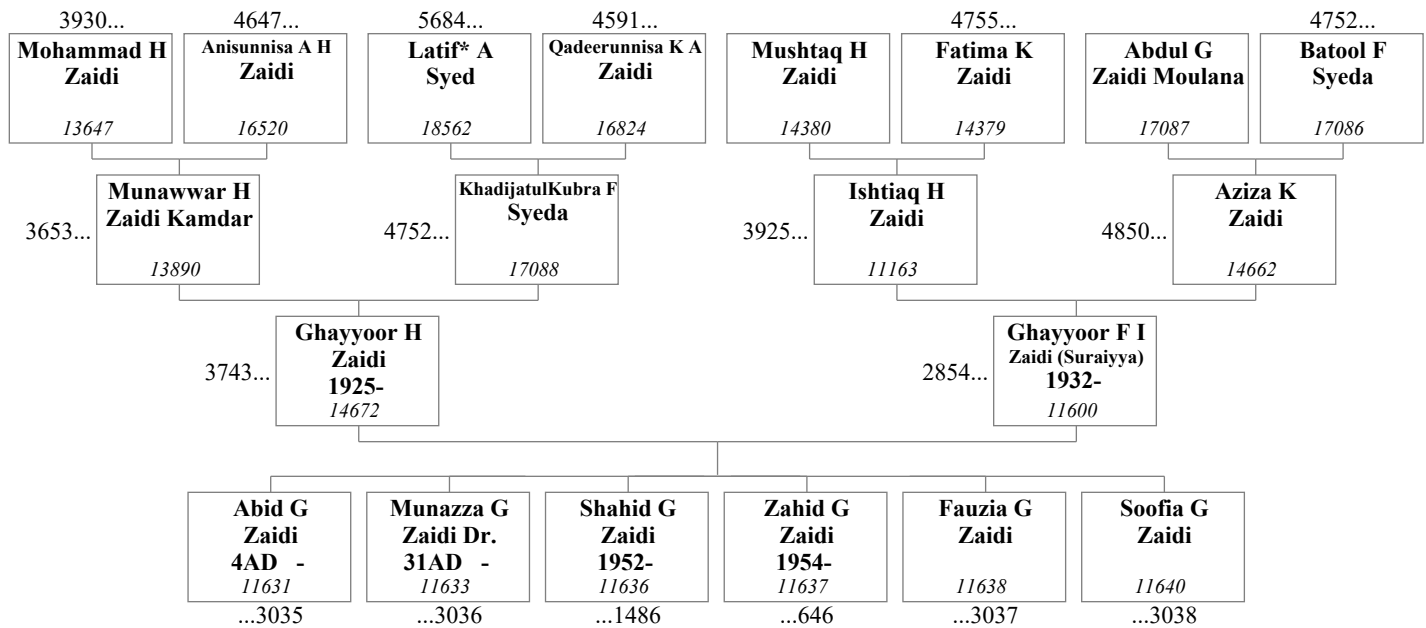 3930...
4647...
5684...
4591...
4755...
4752...
Mohammad H
Zaidi
13647
Anisunnisa A H
Zaidi
16520
Latif* A
Syed
18562
Qadeerunnisa K A
Zaidi
16824
Mushtaq H
Zaidi
14380
Fatima K
Zaidi
14379
Abdul G
Zaidi Moulana
17087
Batool F
Syeda
17086
3653...
Munawwar H
Zaidi Kamdar
13890
4752...
KhadijatulKubra F
Syeda
17088
3925...
Ishtiaq H
Zaidi
11163
4850...
Aziza K
Zaidi
14662
3743...
Ghayyoor H
Zaidi
1925-
14672
2854...
Ghayyoor F I
Zaidi (Suraiyya)
1932-
11600
Abid G
Zaidi
4AD -
11631
...3035
Munazza G
Zaidi Dr.
31AD -
11633
...3036
Shahid G
Zaidi
1952-
11636
...1486
Zahid G
Zaidi
1954-
11637
...646
Fauzia G
Zaidi
11638
...3037
Soofia G
Zaidi
11640
...3038